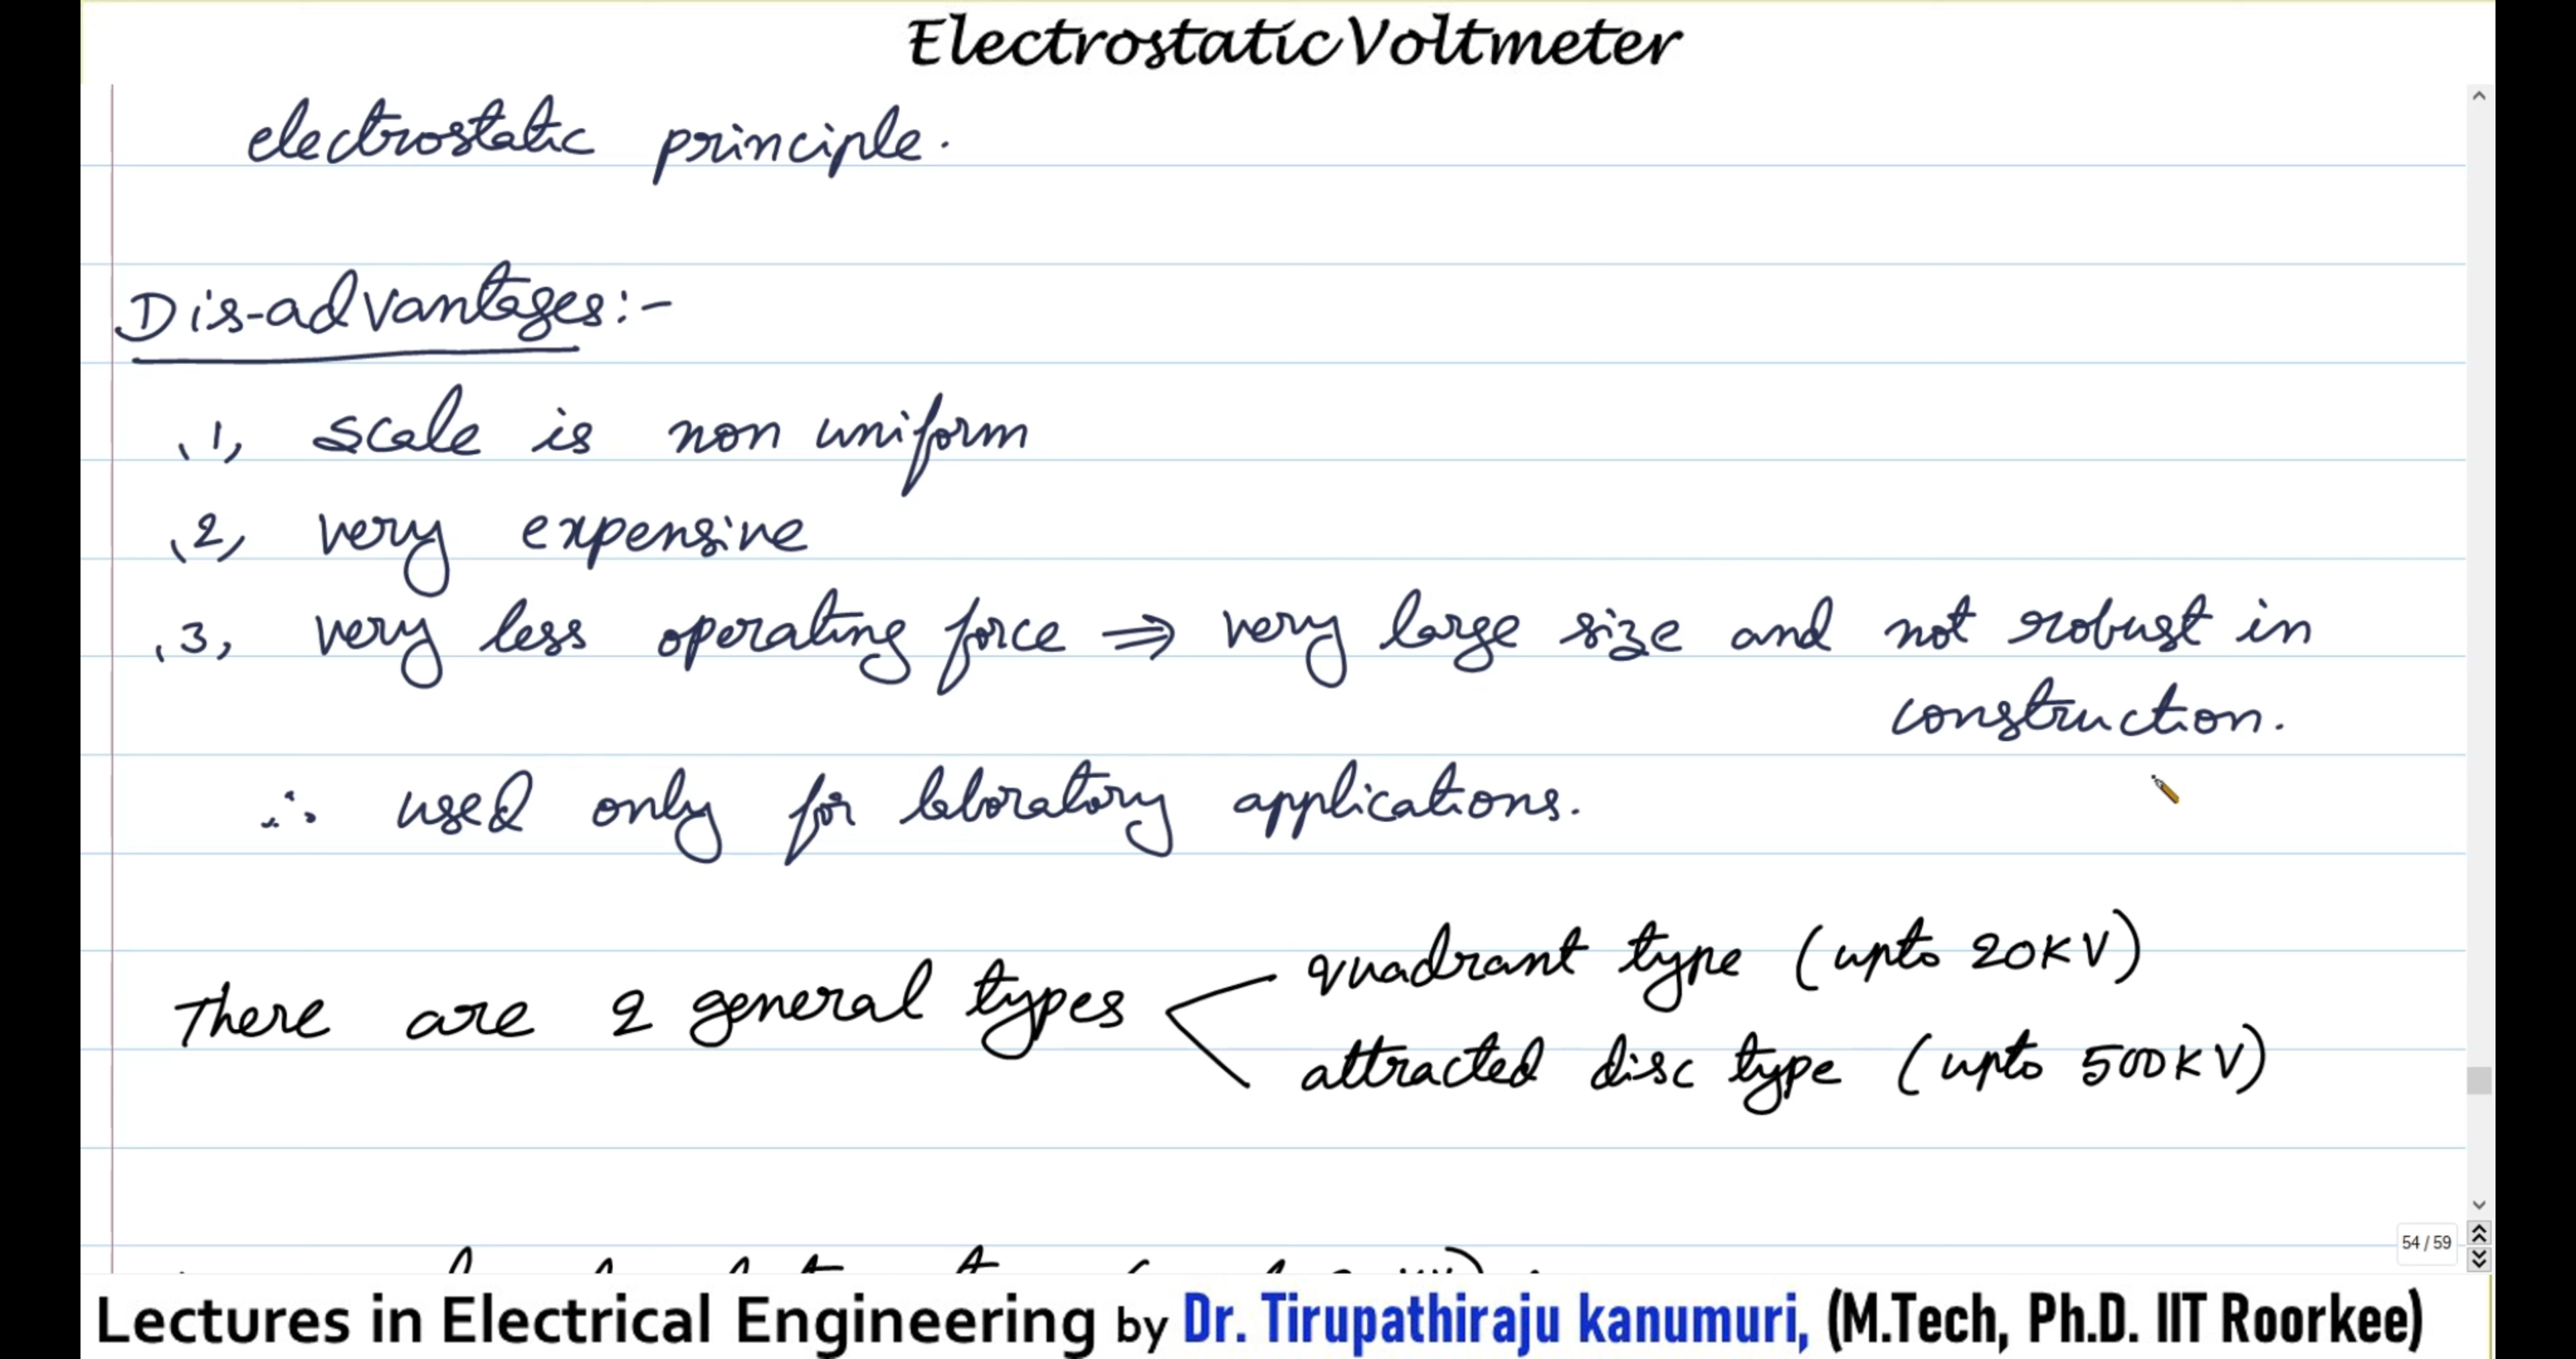 Electrostatic Voltmeter
electrostatic principle.
Dis-advantages:-
(1) scale is non uniform
(2) very expensive
(3) very less operating force ⇒ very large size and not robust in
construction.
∴ used only for laboratory applications.
There are 2 general types
quadrant type (upto 20KV)
attracted disc type (upto 500KV)
54 / 59
Lectures in Electrical Engineering by Dr. Tirupathiraju kanumuri, (M.Tech, Ph.D. IIT Roorkee)